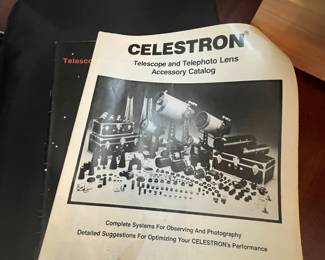 CELESTRON®
Telescope and Telephoto Lens
Accessory Catalog
Telesco
Complete Systems For Observing And Photography
Detailed Suggestions For Optimizing Your CELESTRON's Performance